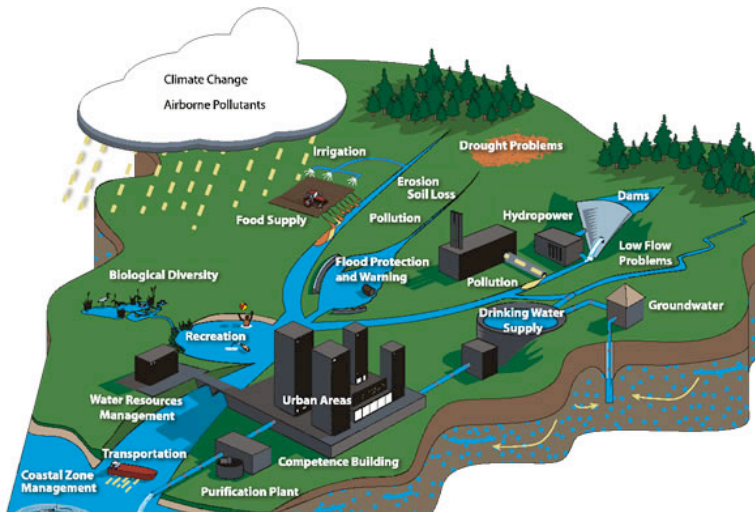 Climate Change
Airborne Pollutants
Irrigation
Drought Problems
Erosion
Soil Loss
Dams
Food Supply
Pollution
Hydropower
Low Flow
Problems
Flood Protection
and Warning
Biological Diversity
Pollution
Groundwater
Drinking Water
Supply
Recreation
Water Resources
Management
Urban Areas
Transportation
Competence Building
Coastal Zone
Management
Purification Plant